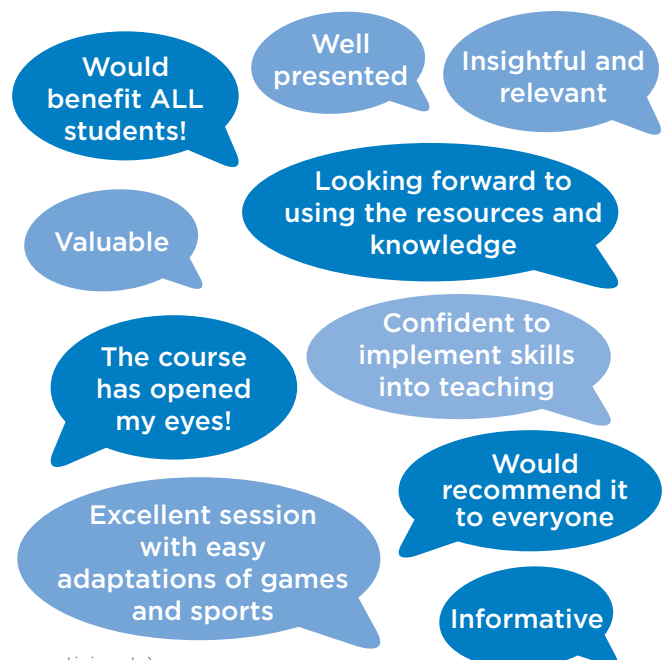 Would
benefit ALL
students!
Well
presented
Insightful and
relevant
Looking forward to
using the resources and
knowledge
Valuable
Confident to
implement skills
into teaching
The course
has opened
my eyes!
Would
recommend it
to everyone
Excellent session
with easy
adaptations of games
and sports
Informative